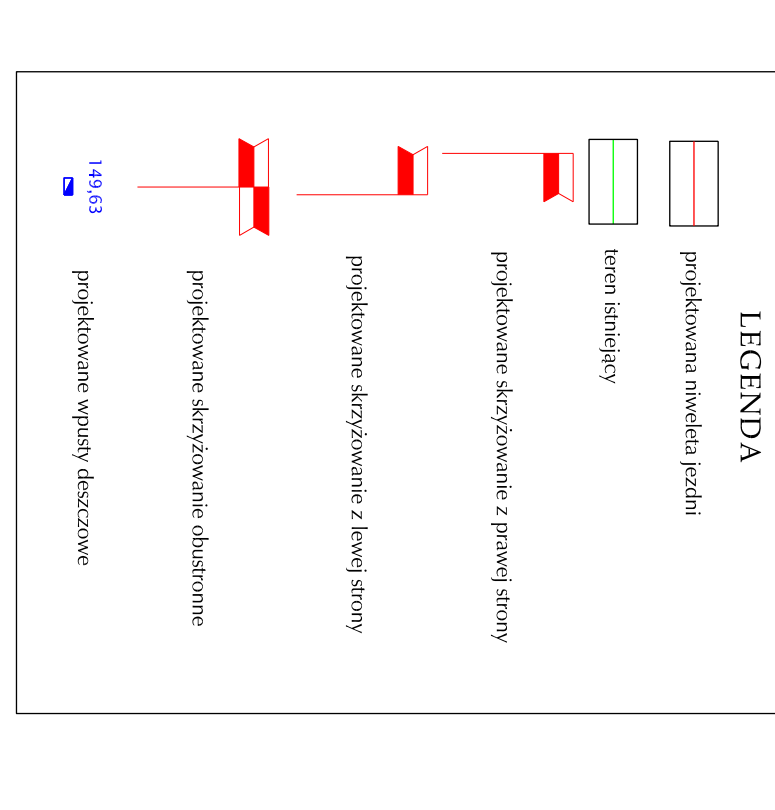 LEGENDA
projektowana niweleta jezdni
teren istniejący
projektowane skrzyżowanie z prawej strony
projektowane skrzyżowanie z lewej strony
projektowane skrzyżowanie obustronne
149,63
projektowane wpusty deszczowe